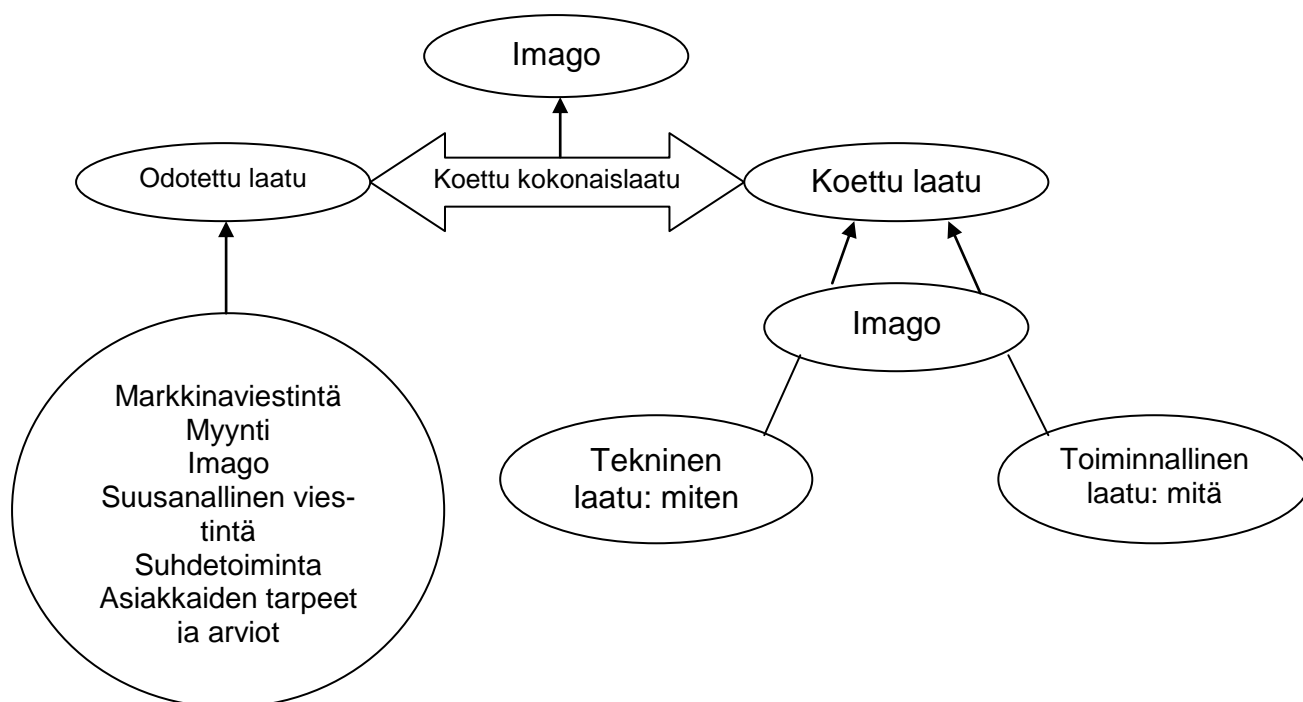 Imago
Odotettu laatu
Koettu kokonaislaatu
Koettu laatu
Imago
Markkinaviestintä
Myynti
Imago
Suusanallinen vies-
tintä
Suhdetoiminta
Asiakkaiden tarpeet
ja arviot
Tekninen
laatu: miten
Toiminnallinen
laatu: mitä